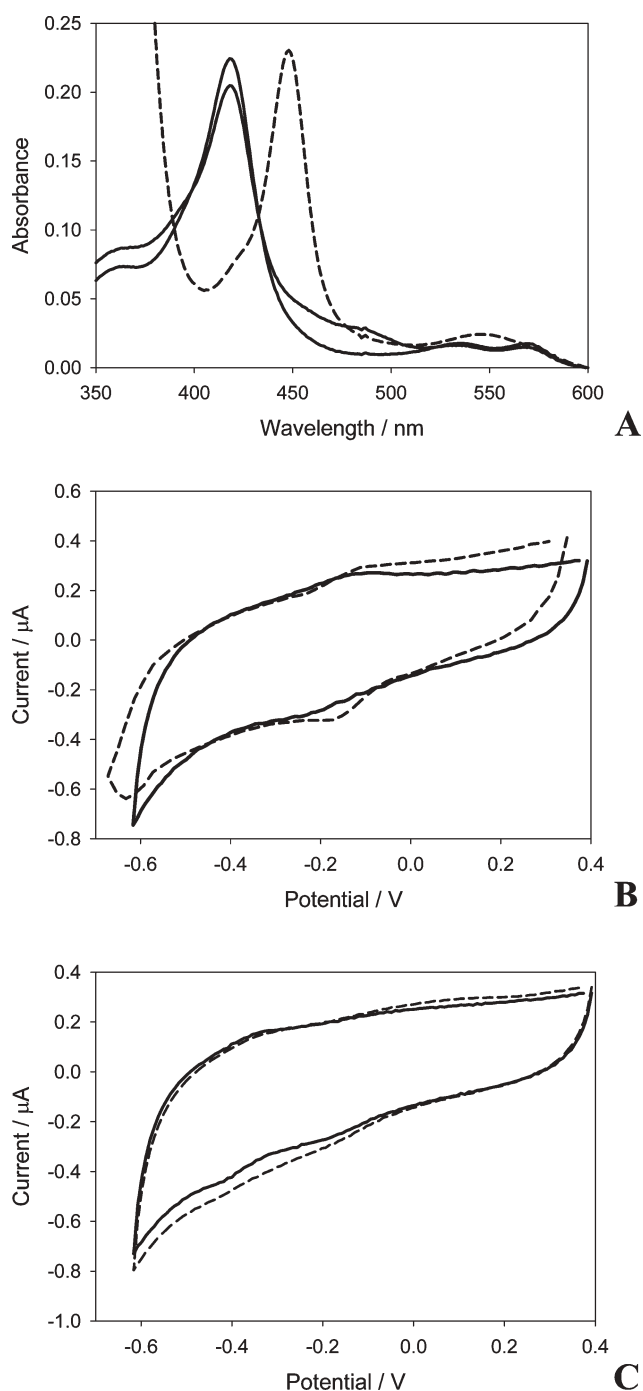 0.25
0.20
0.15
0.10
0.05
0.00
Absorbance
350 400 450 500 550 600
Wavelength / nm
A
0.6
0.4
0.2
0.0
-0.2
-0.4
-0.6
-0.8
Current / μA
-0.6 -0.4 -0.2 0.0 0.2 0.4
Potential / V
B
0.4
0.2
0.0
-0.2
-0.4
-0.6
-0.8
-1.0
Current / μA
-0.6 -0.4 -0.2 0.0 0.2 0.4
Potential / V
C